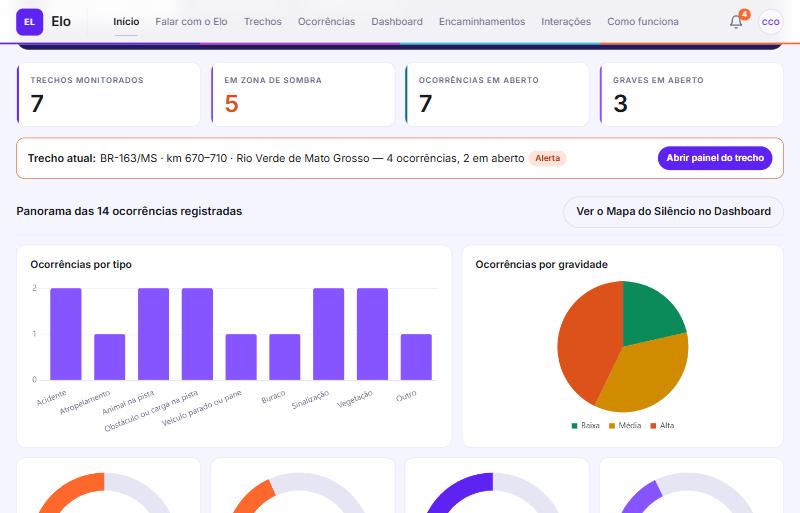 EL Elo Início Falar com o Elo Trechos Ocorrências Dashboard Encaminhamentos Interações Como funciona 4 CCO
TRECHOS MONITORADOS EM ZONA DE SOMBRA OCORRÊNCIAS EM ABERTO GRAVES EM ABERTO
7 5 7 3
Trecho atual: BR-163/MS · km 670–710 · Rio Verde de Mato Grosso — 4 ocorrências, 2 em aberto Alerta Abrir painel do trecho
Panorama das 14 ocorrências registradas Ver o Mapa do Silêncio no Dashboard
Ocorrências por tipo
2
1
0
Acidente Atropelamento Animal na pista Obstáculo ou carga na pista Veículo parado ou pane Buraco Sinalização Vegetação Outro
Ocorrências por gravidade
Baixa Média Alta